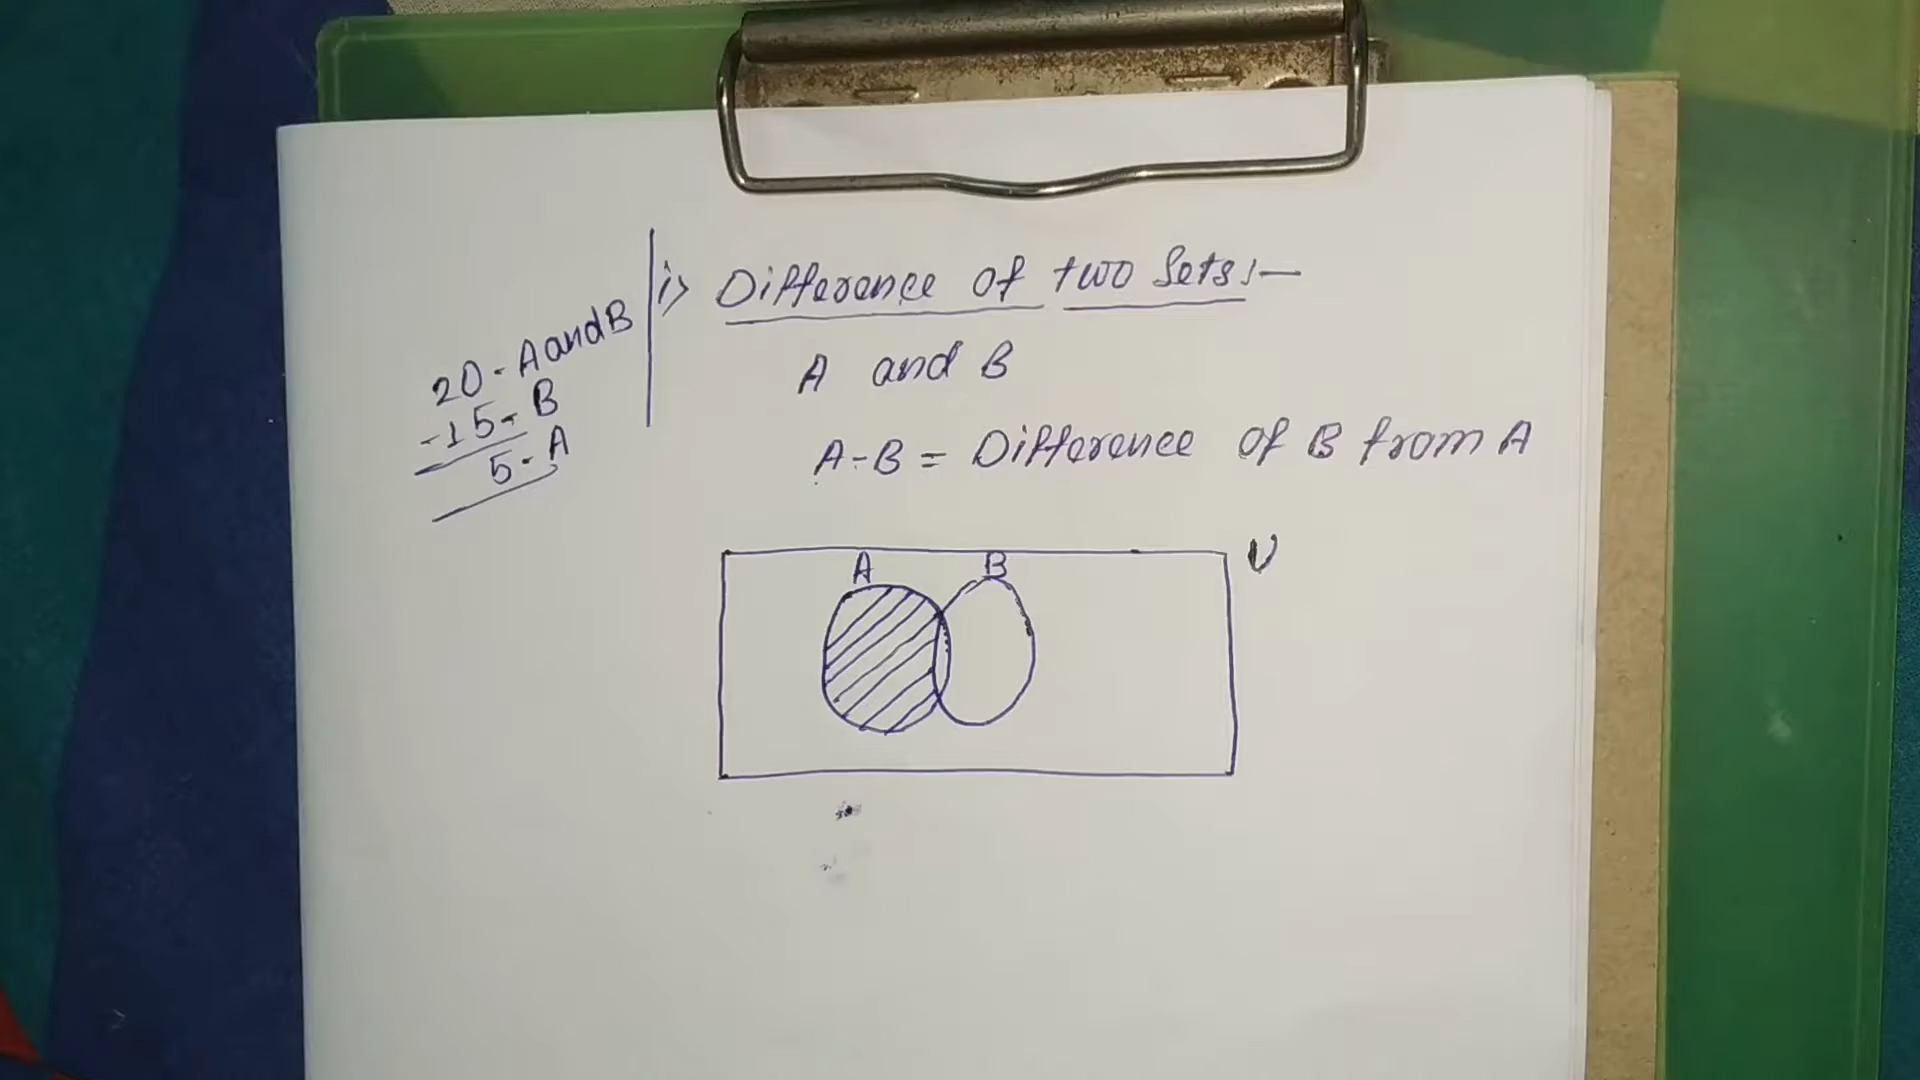 20 - A and B
-15 - B
5 - A
i> Difference of two Sets:-
A and B
A-B = Difference of B from A
A B U